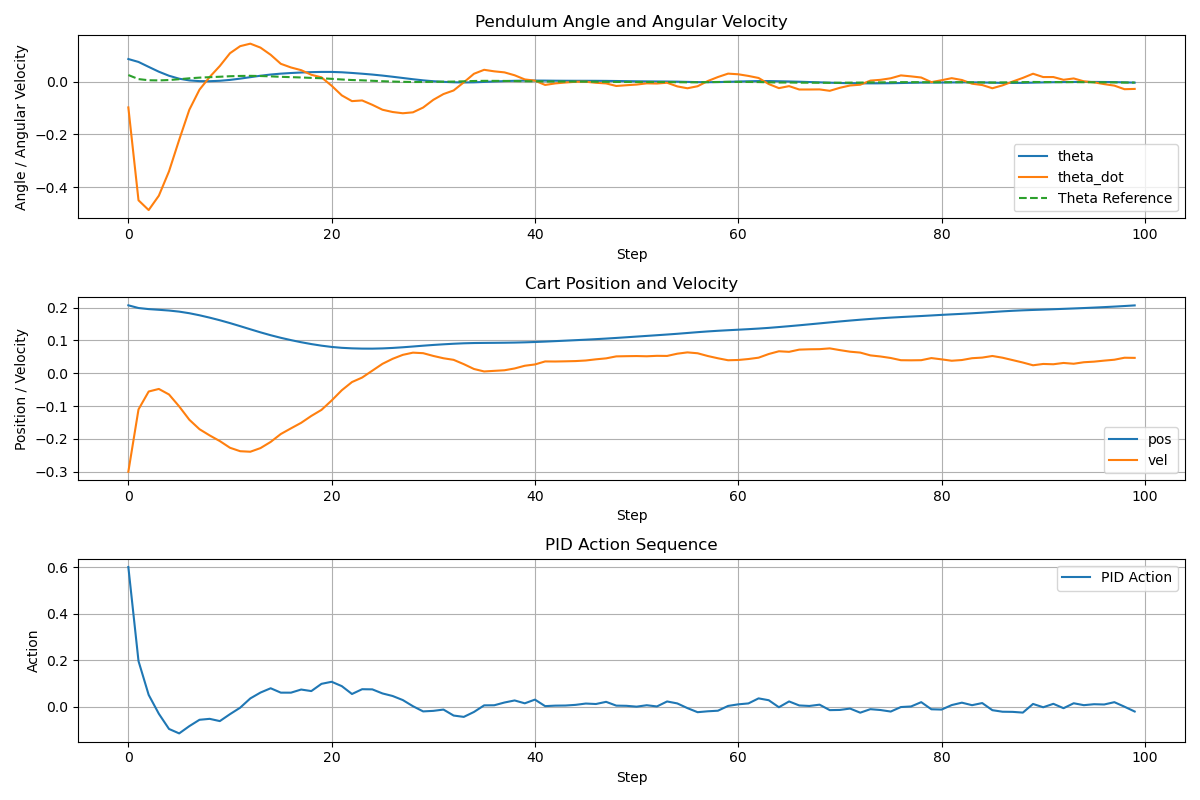 Pendulum Angle and Angular Velocity
Angle / Angular Velocity
0.0
−0.2
−0.4
theta
theta_dot
Theta Reference
0 20 40 60 80 100
Step
Cart Position and Velocity
Position / Velocity
0.2
0.1
0.0
−0.1
−0.2
−0.3
pos
vel
0 20 40 60 80 100
Step
PID Action Sequence
Action
0.6
0.4
0.2
0.0
PID Action
0 20 40 60 80 100
Step